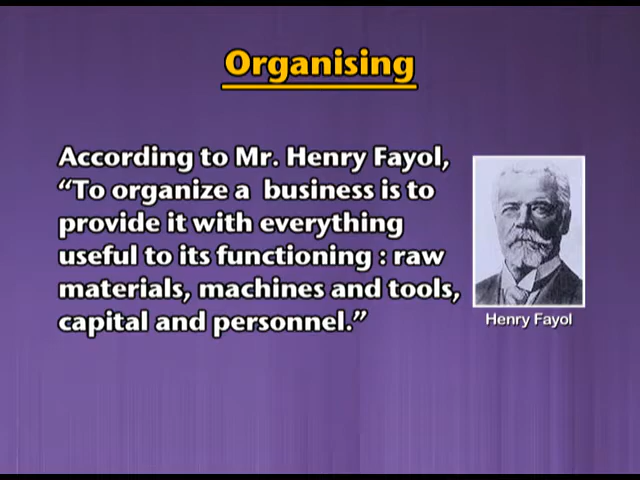 Organising
According to Mr. Henry Fayol,
“To organize a business is to
provide it with everything
useful to its functioning : raw
materials, machines and tools,
capital and personnel.”
Henry Fayol